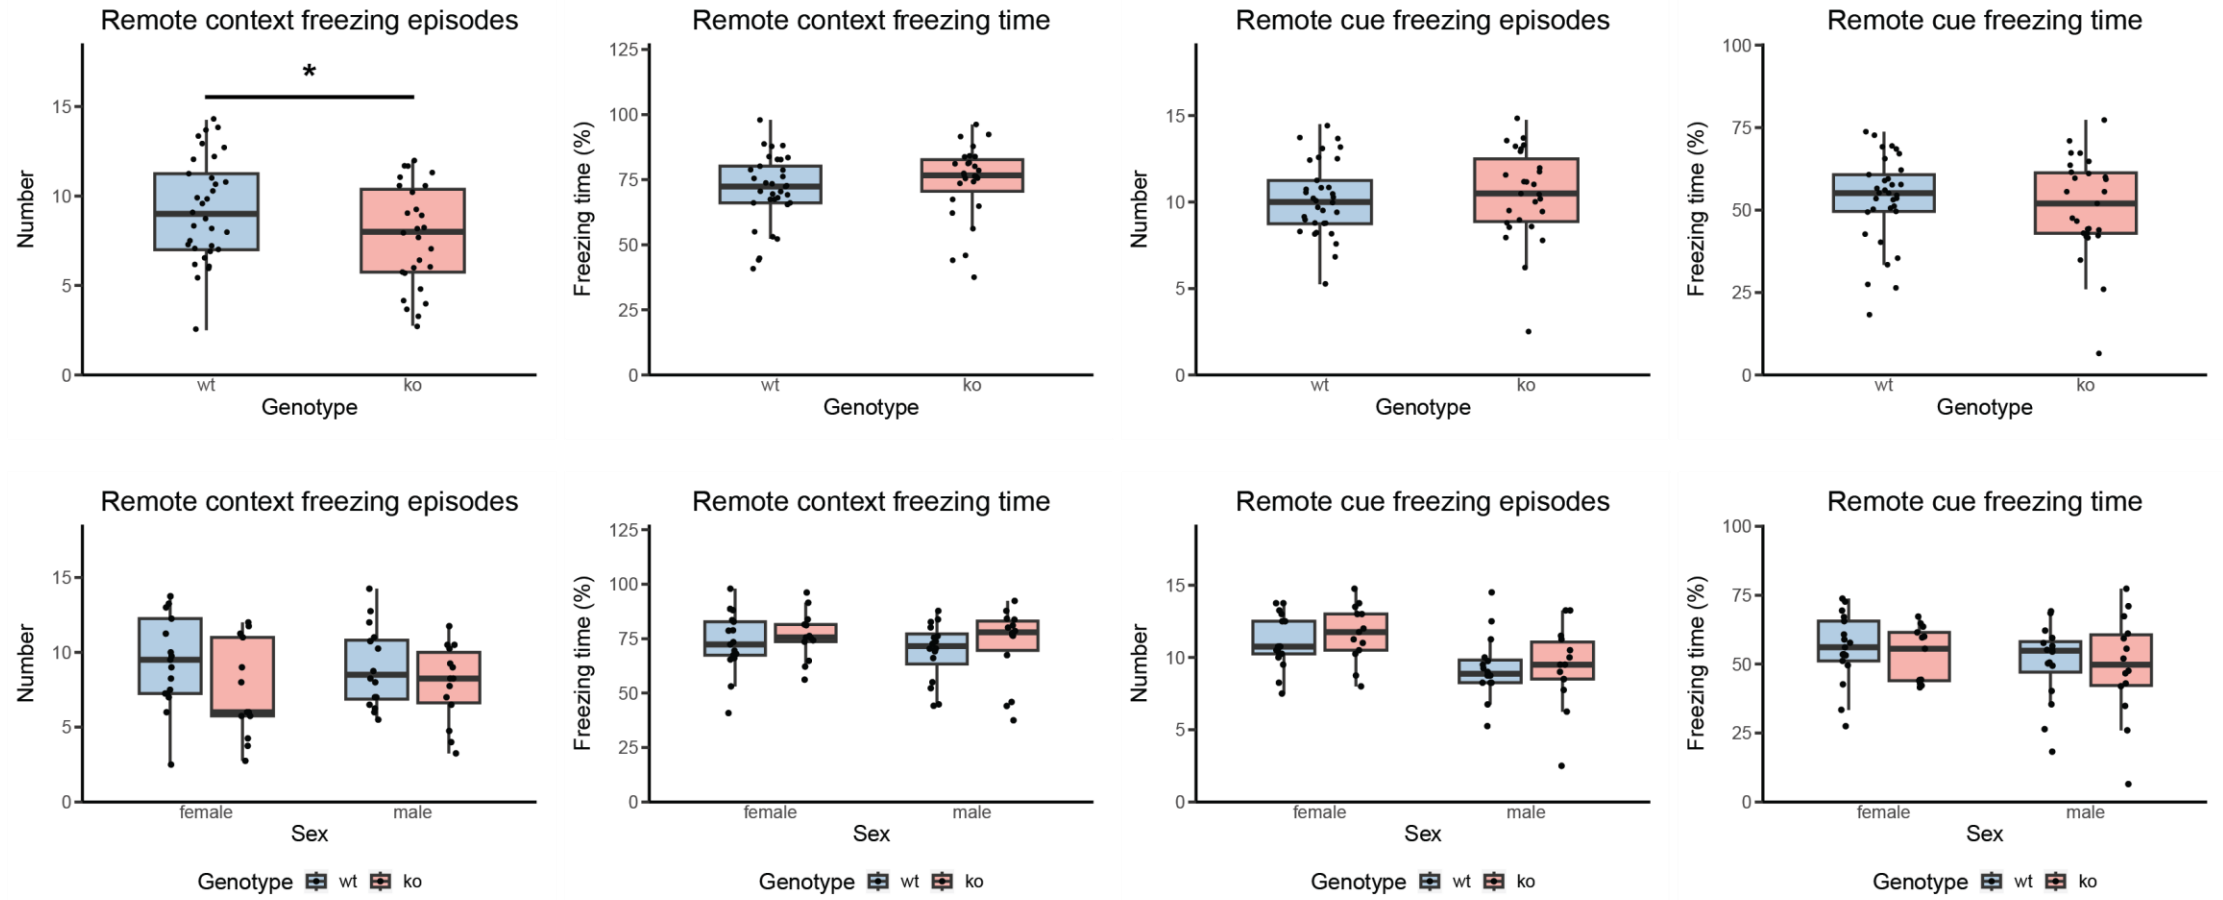 Remote context freezing episodes
*
15
10
5
0
Number
wt ko
Genotype
Remote context freezing time
125
100
75
50
25
0
Freezing time (%)
wt ko
Genotype
Remote cue freezing episodes
15
10
5
0
Number
wt ko
Genotype
Remote cue freezing time
100
75
50
25
0
Freezing time (%)
wt ko
Genotype
Remote context freezing episodes
15
10
5
0
Number
female male
Sex
Genotype wt ko
Remote context freezing time
125
100
75
50
25
0
Freezing time (%)
female male
Sex
Genotype wt ko
Remote cue freezing episodes
15
10
5
0
Number
female male
Sex
Genotype wt ko
Remote cue freezing time
100
75
50
25
0
Freezing time (%)
female male
Sex
Genotype wt ko